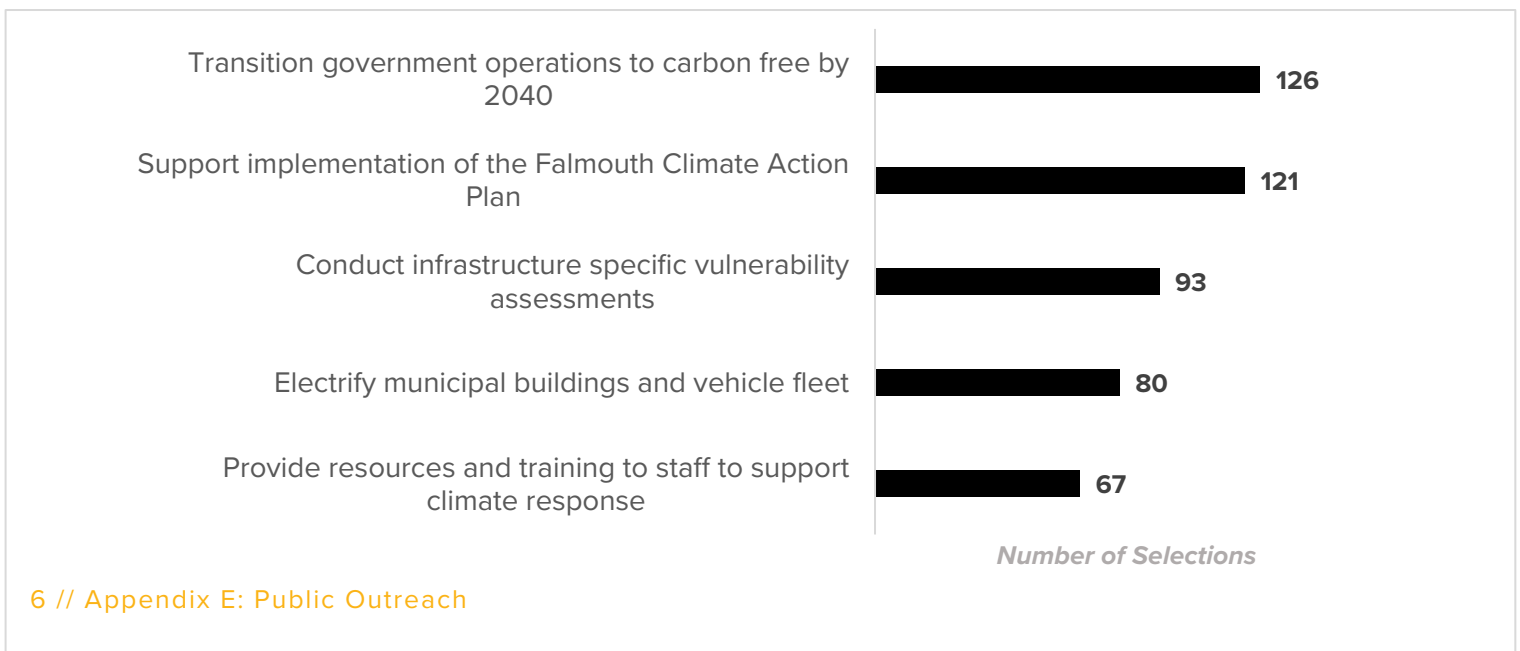 Transition government operations to carbon free by
2040
126
Support implementation of the Falmouth Climate Action
Plan
121
Conduct infrastructure specific vulnerability
assessments
93
Electrify municipal buildings and vehicle fleet
80
Provide resources and training to staff to support
climate response
67
Number of Selections
6 // Appendix E: Public Outreach